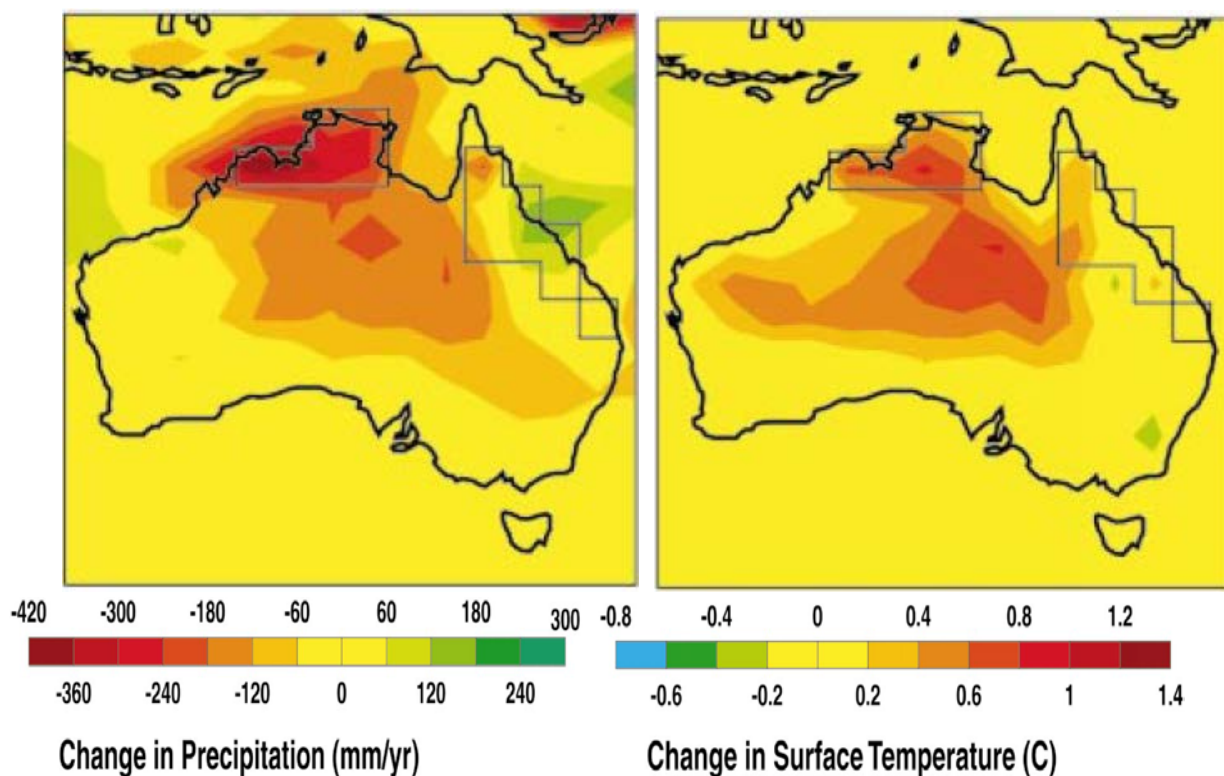 -420 -300 -180 -60 60 180 300
-360 -240 -120 0 120 240
Change in Precipitation (mm/yr)
-0.8 -0.4 0 0.4 0.8 1.2
-0.6 -0.2 0.2 0.6 1 1.4
Change in Surface Temperature (C)